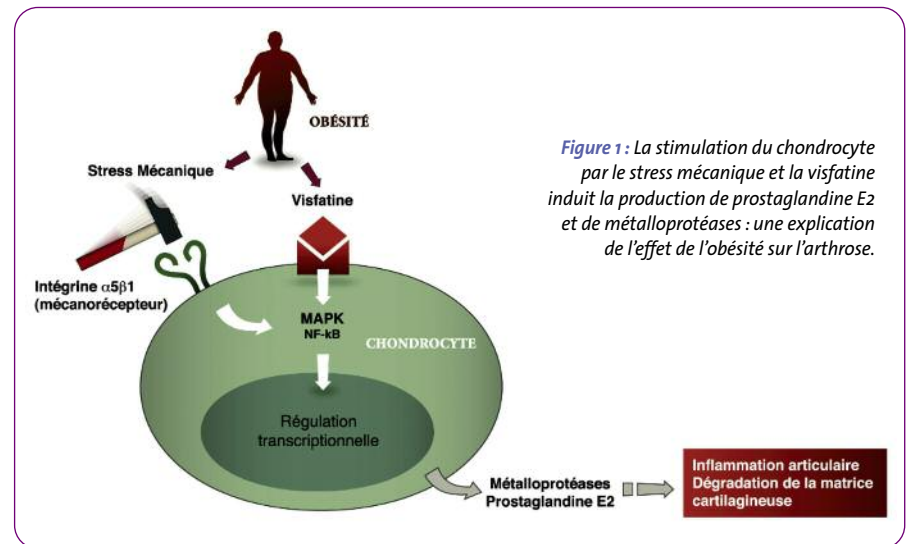 OBÉSITÉ
Stress Mécanique
Visfatine
Intégrine α5β1
(mécanorécepteur)
MAPK
NF-kB
CHONDROCYTE
Régulation
transcriptionnelle
Métalloprotéases
Prostaglandine E2
Inflammation articulaire
Dégradation de la matrice
cartilagineuse
Figure 1 : La stimulation du chondrocyte
par le stress mécanique et la visfatine
induit la production de prostaglandine E2
et de métalloprotéases : une explication
de l'effet de l'obésité sur l'arthrose.